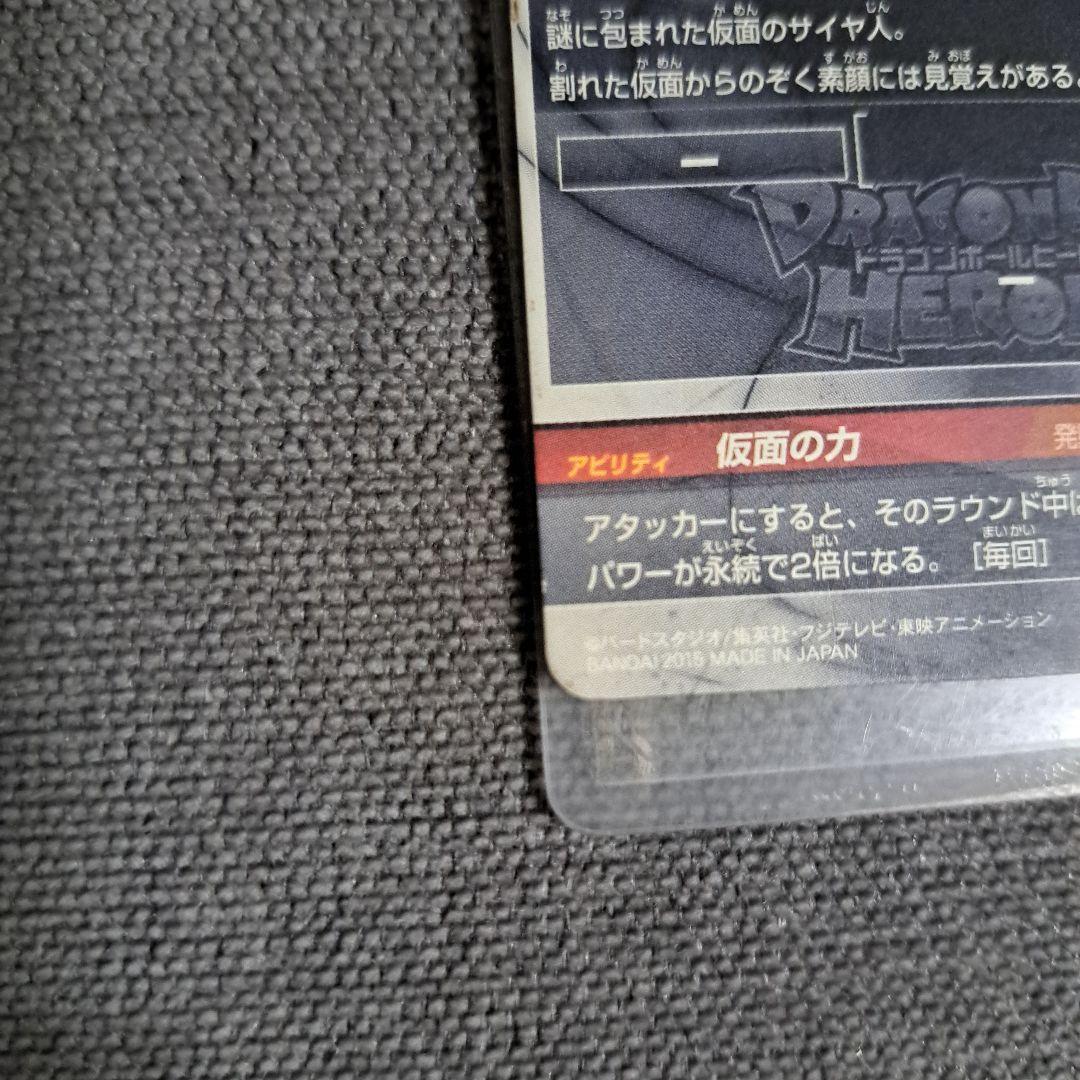 謎に包まれた仮面のサイヤ人。
割れた仮面からのぞく素顔には見覚えがある。
DRAGON
ドラゴンボールヒー
HERO
アビリティ 仮面の力 発
アタッカーにすると、そのラウンド中は
パワーが永続で2倍になる。 [毎回]
©バードスタジオ/集英社・フジテレビ・東映アニメーション
BANDAI 2015 MADE IN JAPAN